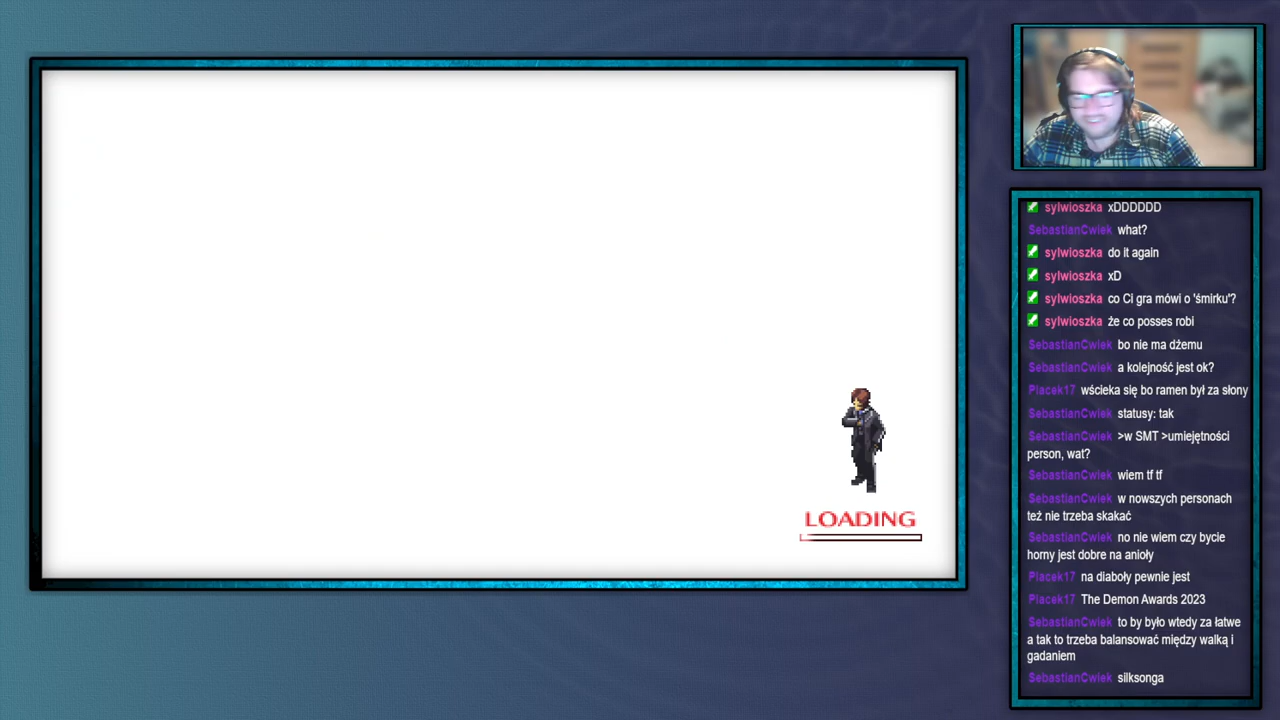 sylwioszka xDDDDDD
SebastianCwiek what?
sylwioszka do it again
sylwioszka xD
sylwioszka co Ci gra mówi o 'śmirku'?
sylwioszka że co posses robi
SebastianCwiek bo nie ma dżemu
SebastianCwiek a kolejność jest ok?
Placek17 wścieka się bo ramen był za słony
SebastianCwiek statusy: tak
SebastianCwiek >w SMT >umiejętności
person, wat?
SebastianCwiek wiem tf tf
SebastianCwiek w nowszych personach
też nie trzeba skakać
SebastianCwiek no nie wiem czy bycie
horny jest dobre na anioły
Placek17 na diaboły pewnie jest
Placek17 The Demon Awards 2023
SebastianCwiek to by było wtedy za łatwe
a tak to trzeba balansować między walką i
gadaniem
SebastianCwiek silksonga
LOADING